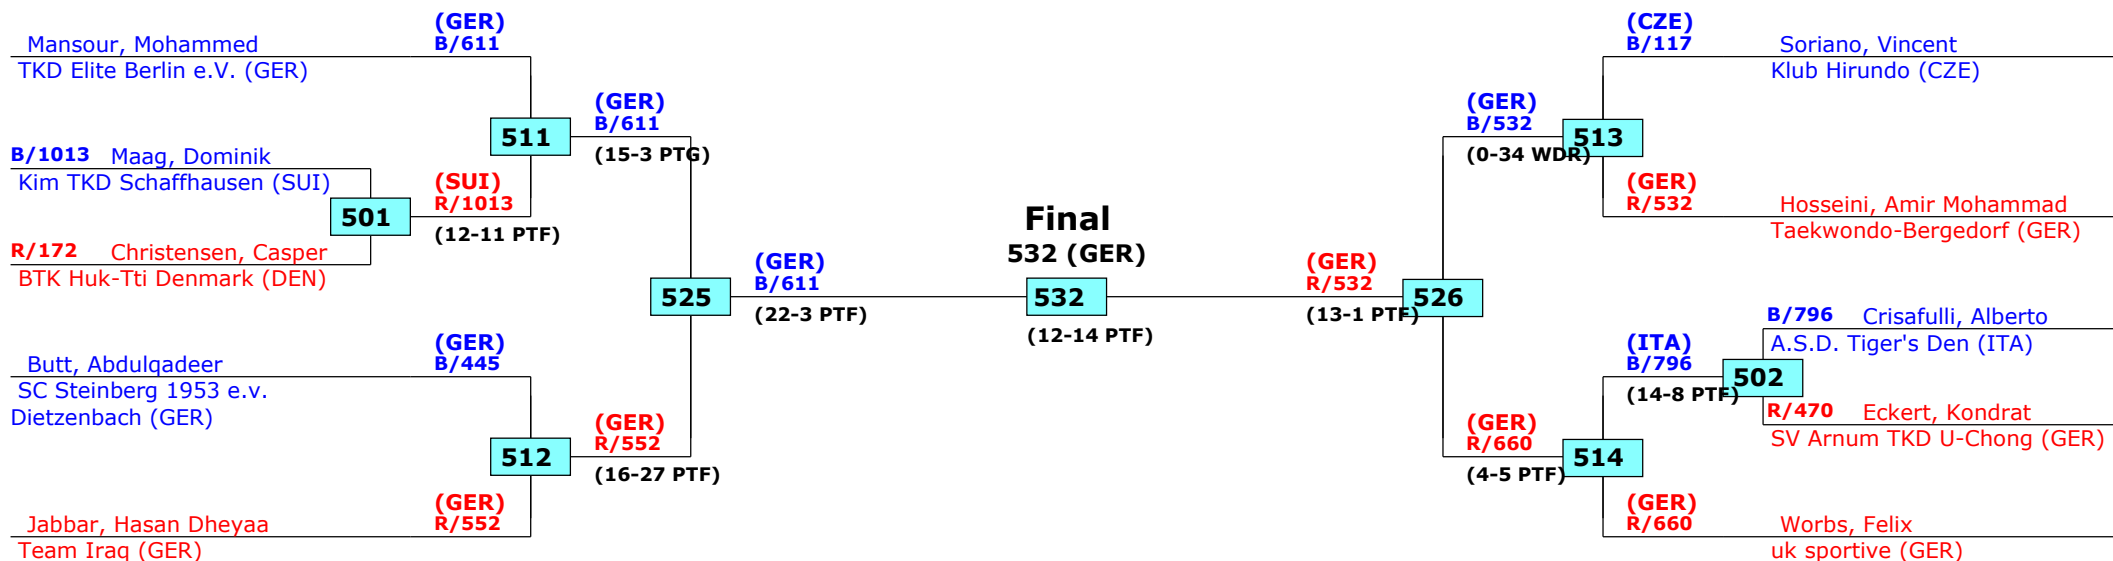 (GER)
B/611
Mansour, Mohammed
TKD Elite Berlin e.V. (GER)
(GER)
B/611
511
(15-3 PTG)
B/1013 Maag, Dominik
Kim TKD Schaffhausen (SUI)
(SUI)
R/1013
501
(12-11 PTF)
R/172 Christensen, Casper
BTK Huk-Tti Denmark (DEN)
525
(GER)
B/611
(22-3 PTF)
(GER)
B/445
Butt, Abdulqadeer
SC Steinberg 1953 e.v.
Dietzenbach (GER)
(GER)
R/552
512
(16-27 PTF)
(GER)
R/552
Jabbar, Hasan Dheyaa
Team Iraq (GER)
Final
532 (GER)
532
(12-14 PTF)
(CZE)
B/117
Soriano, Vincent
Klub Hirundo (CZE)
(GER)
B/532
513
(0-34 WDR)
(GER)
R/532
Hosseini, Amir Mohammad
Taekwondo-Bergedorf (GER)
(GER)
R/532
526
(13-1 PTF)
B/796 Crisafulli, Alberto
A.S.D. Tiger's Den (ITA)
(ITA)
B/796
502
(14-8 PTF)
R/470 Eckert, Kondrat
SV Arnum TKD U-Chong (GER)
(GER)
R/660
514
(4-5 PTF)
(GER)
R/660
Worbs, Felix
uk sportive (GER)